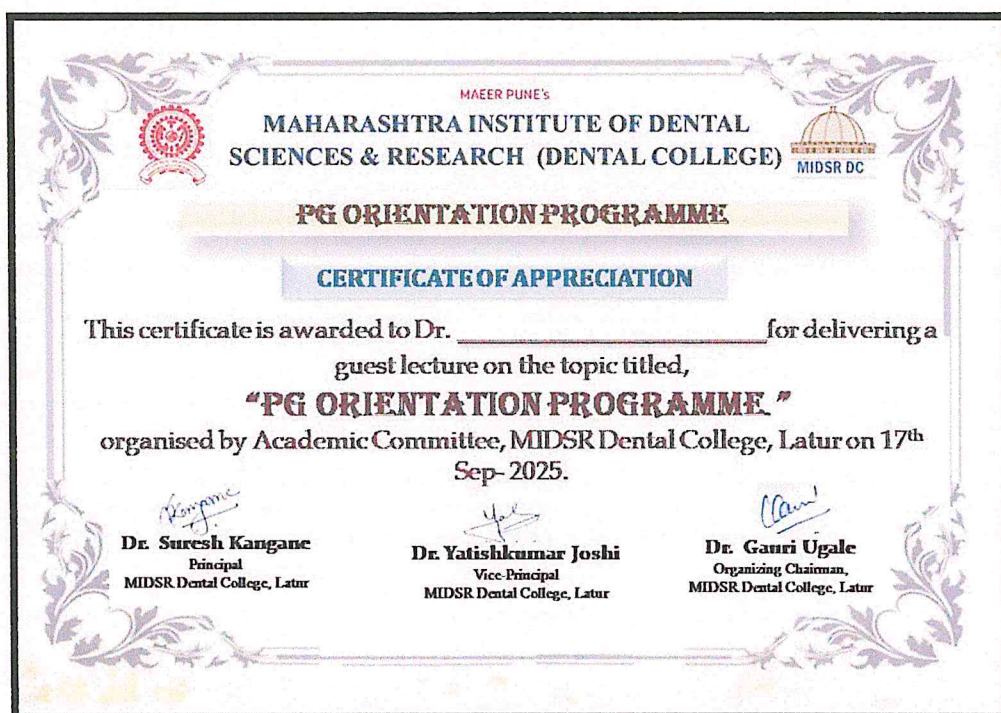 MAEER PUNE's
MAHARASHTRA INSTITUTE OF DENTAL
SCIENCES & RESEARCH (DENTAL COLLEGE)
MIDSR DC
PG ORIENTATION PROGRAMME
CERTIFICATE OF APPRECIATION
This certificate is awarded to Dr. ______________________ for delivering a
guest lecture on the topic titled,
"PG ORIENTATION PROGRAMME."
organised by Academic Committee, MIDSR Dental College, Latur on 17th
Sep- 2025.
Dr. Suresh Kangane
Principal
MIDSR Dental College, Latur
Dr. Yatishkumar Joshi
Vice-Principal
MIDSR Dental College, Latur
Dr. Gauri Ugale
Organizing Chairman,
MIDSR Dental College, Latur